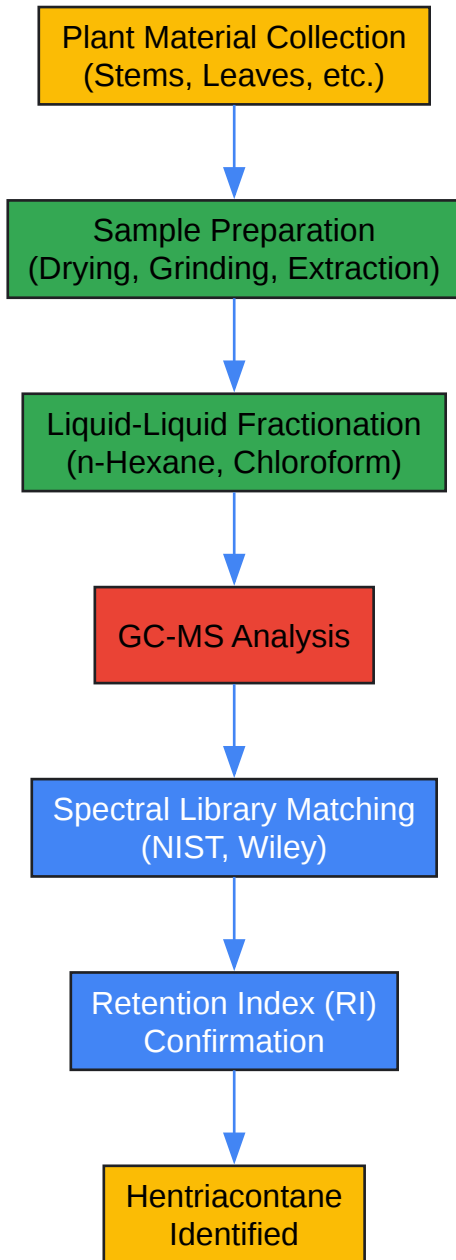 Plant Material Collection
(Stems, Leaves, etc.)
Sample Preparation
(Drying, Grinding, Extraction)
Liquid-Liquid Fractionation
(n-Hexane, Chloroform)
GC-MS Analysis
Spectral Library Matching
(NIST, Wiley)
Retention Index (RI)
Confirmation
Hentriacontane
Identified